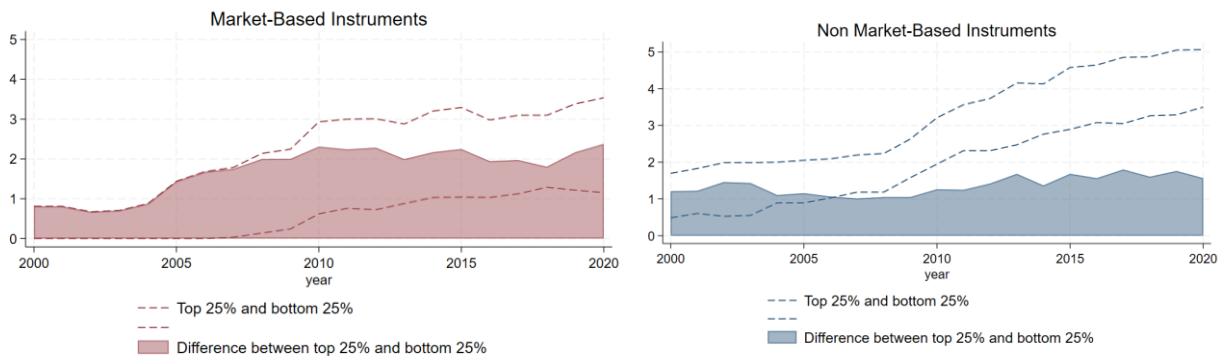 Market-Based Instruments
5
4
3
2
1
0
2000 2005 2010 2015 2020
year
Top 25% and bottom 25%
Difference between top 25% and bottom 25%
Non Market-Based Instruments
5
4
3
2
1
0
2000 2005 2010 2015 2020
year
Top 25% and bottom 25%
Difference between top 25% and bottom 25%